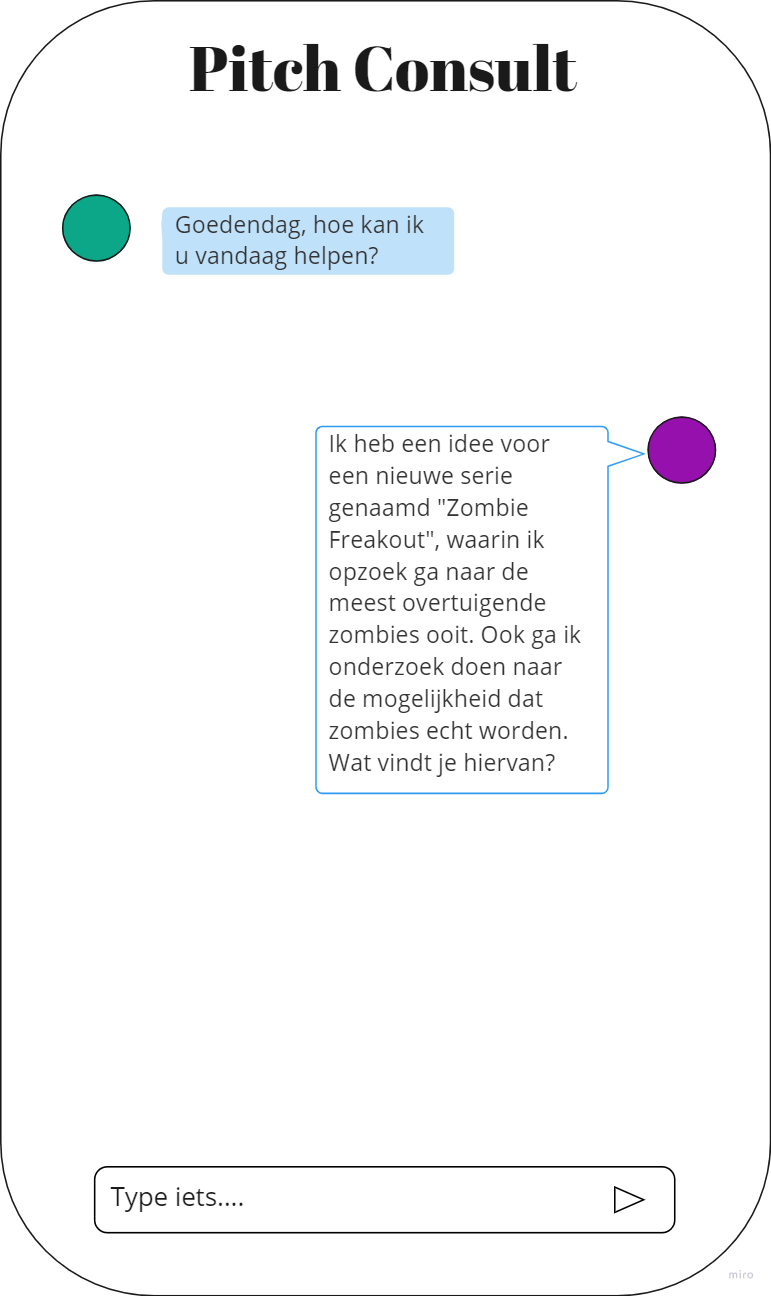 Pitch Consult
Goedendag, hoe kan ik
u vandaag helpen?
Ik heb een idee voor
een nieuwe serie
genaamd "Zombie
Freakout", waarin ik
opzoek ga naar de
meest overtuigende
zombies ooit. Ook ga ik
onderzoek doen naar
de mogelijkheid dat
zombies echt worden.
Wat vindt je hiervan?
Type iets....
miro